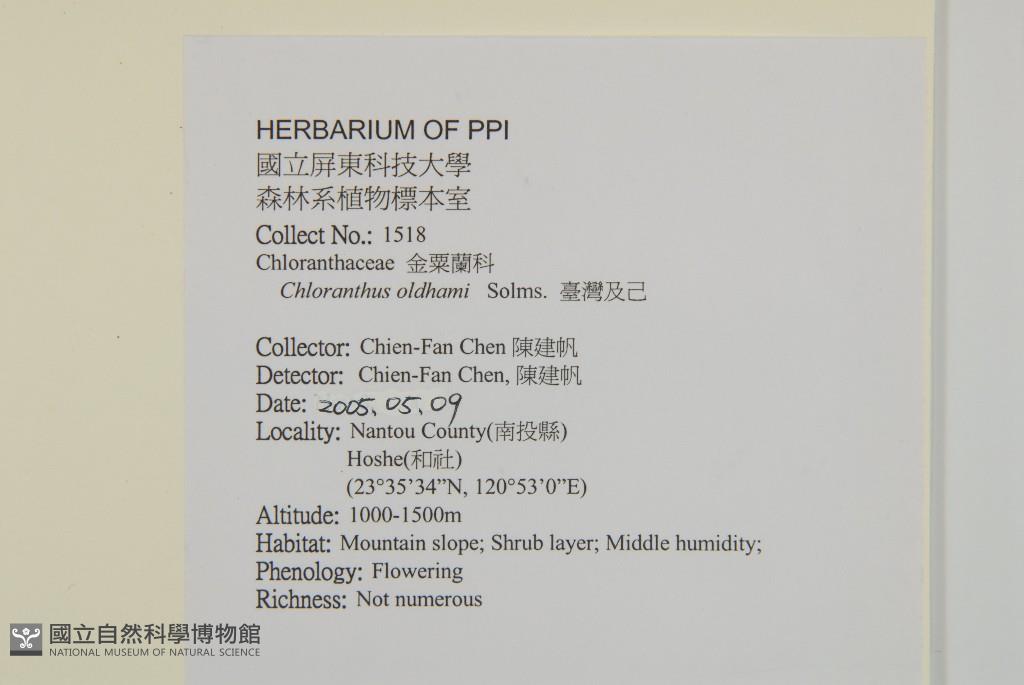 HERBARIUM OF PPI
國立屏東科技大學
森林系植物標本室
Collect No.: 1518
Chloranthaceae 金粟蘭科
Chloranthus oldhami Solms. 臺灣及己
Collector: Chien-Fan Chen 陳建帆
Detector: Chien-Fan Chen, 陳建帆
Date: 2005.05.09
Locality: Nantou County(南投縣)
Hoshe(和社)
(23°35’34”N, 120°53’0”E)
Altitude: 1000-1500m
Habitat: Mountain slope; Shrub layer; Middle humidity;
Phenology: Flowering
Richness: Not numerous
國立自然科學博物館
NATIONAL MUSEUM OF NATURAL SCIENCE